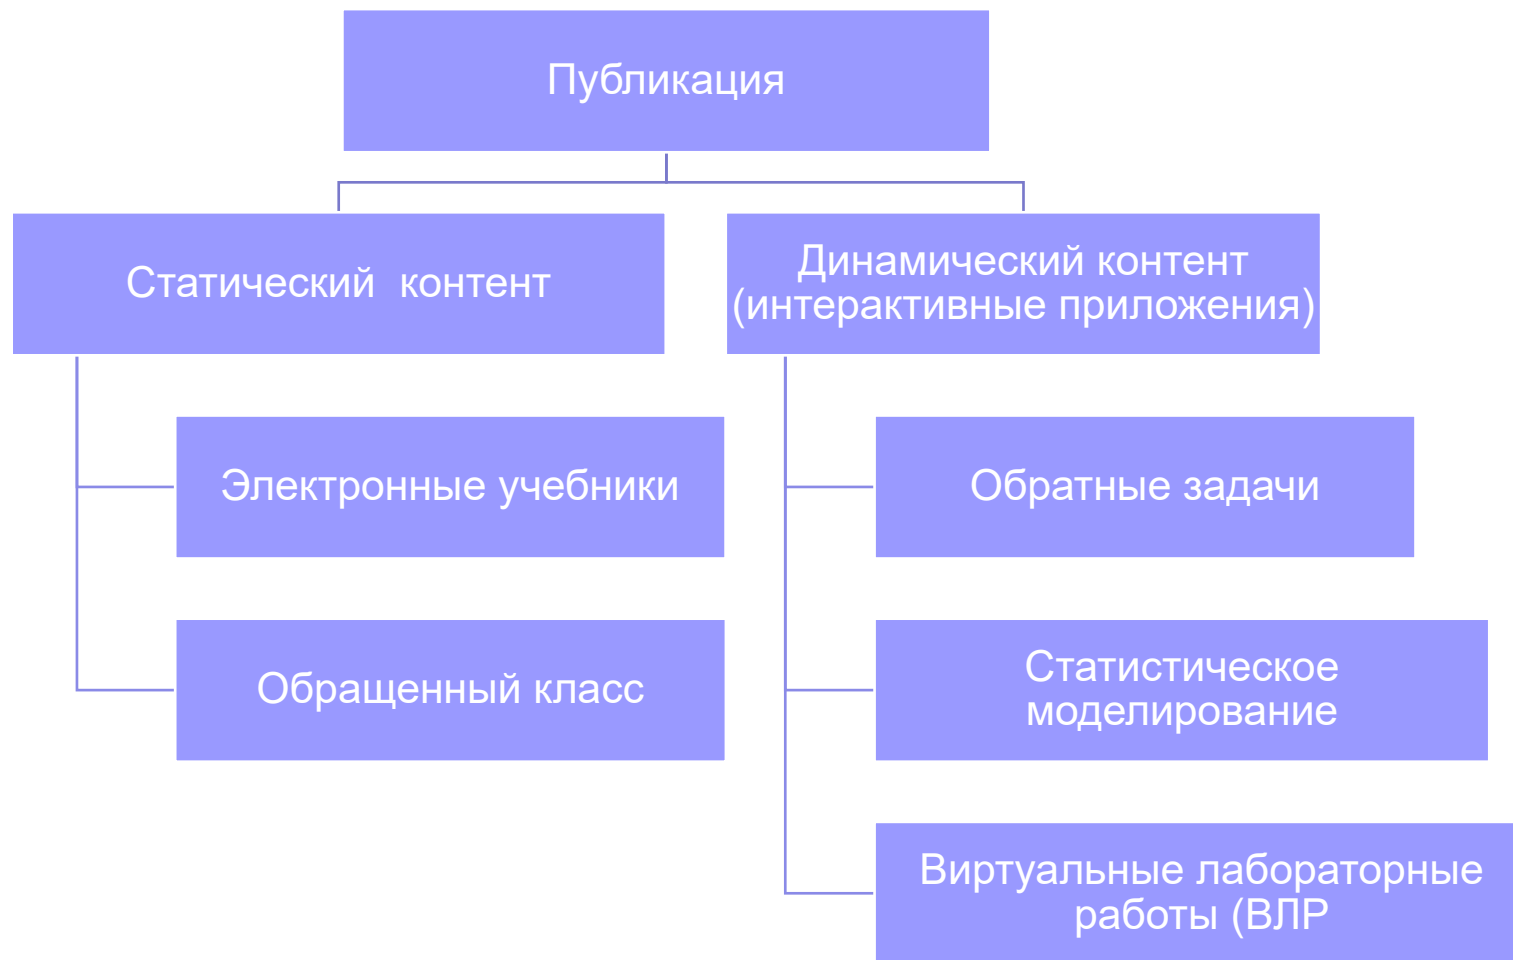 Публикация
Статический контент
Электронные учебники
Обращенный класс
Динамический контент
(интерактивные приложения)
Обратные задачи
Статистическое
моделирование
Виртуальные лабораторные
работы (ВЛР